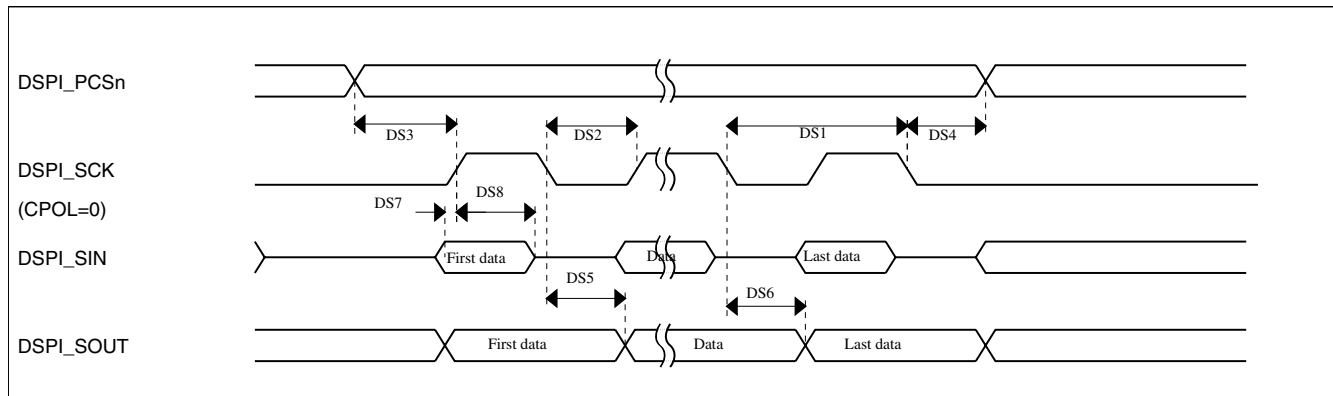 DSPI_PCSn
DS3
DS2
DS1
DS4
DSPI_SCK
(CPOL=0)
DS7
DS8
DSPI_SIN
First data
Data
Last data
DS5
DS6
DSPI_SOUT
First data
Data
Last data